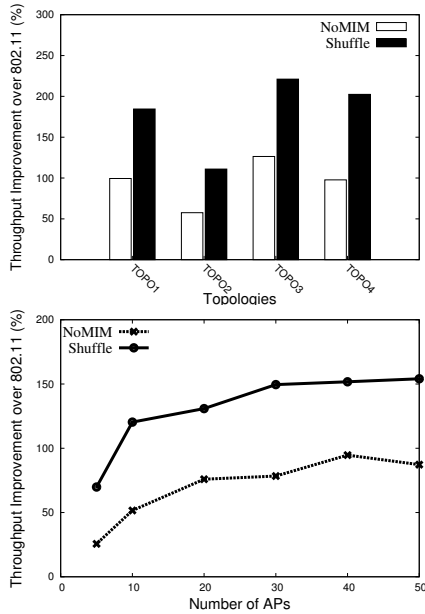 Throughput Improvement over 802.11 (%)
300
250
200
150
100
50
0
NoMIM
Shuffle
TOPO1
TOPO2
TOPO3
TOPO4
Topologies
Throughput Improvement over 802.11 (%)
200
150
100
50
0
NoMIM
Shuffle
0 10 20 30 40 50
Number of APs